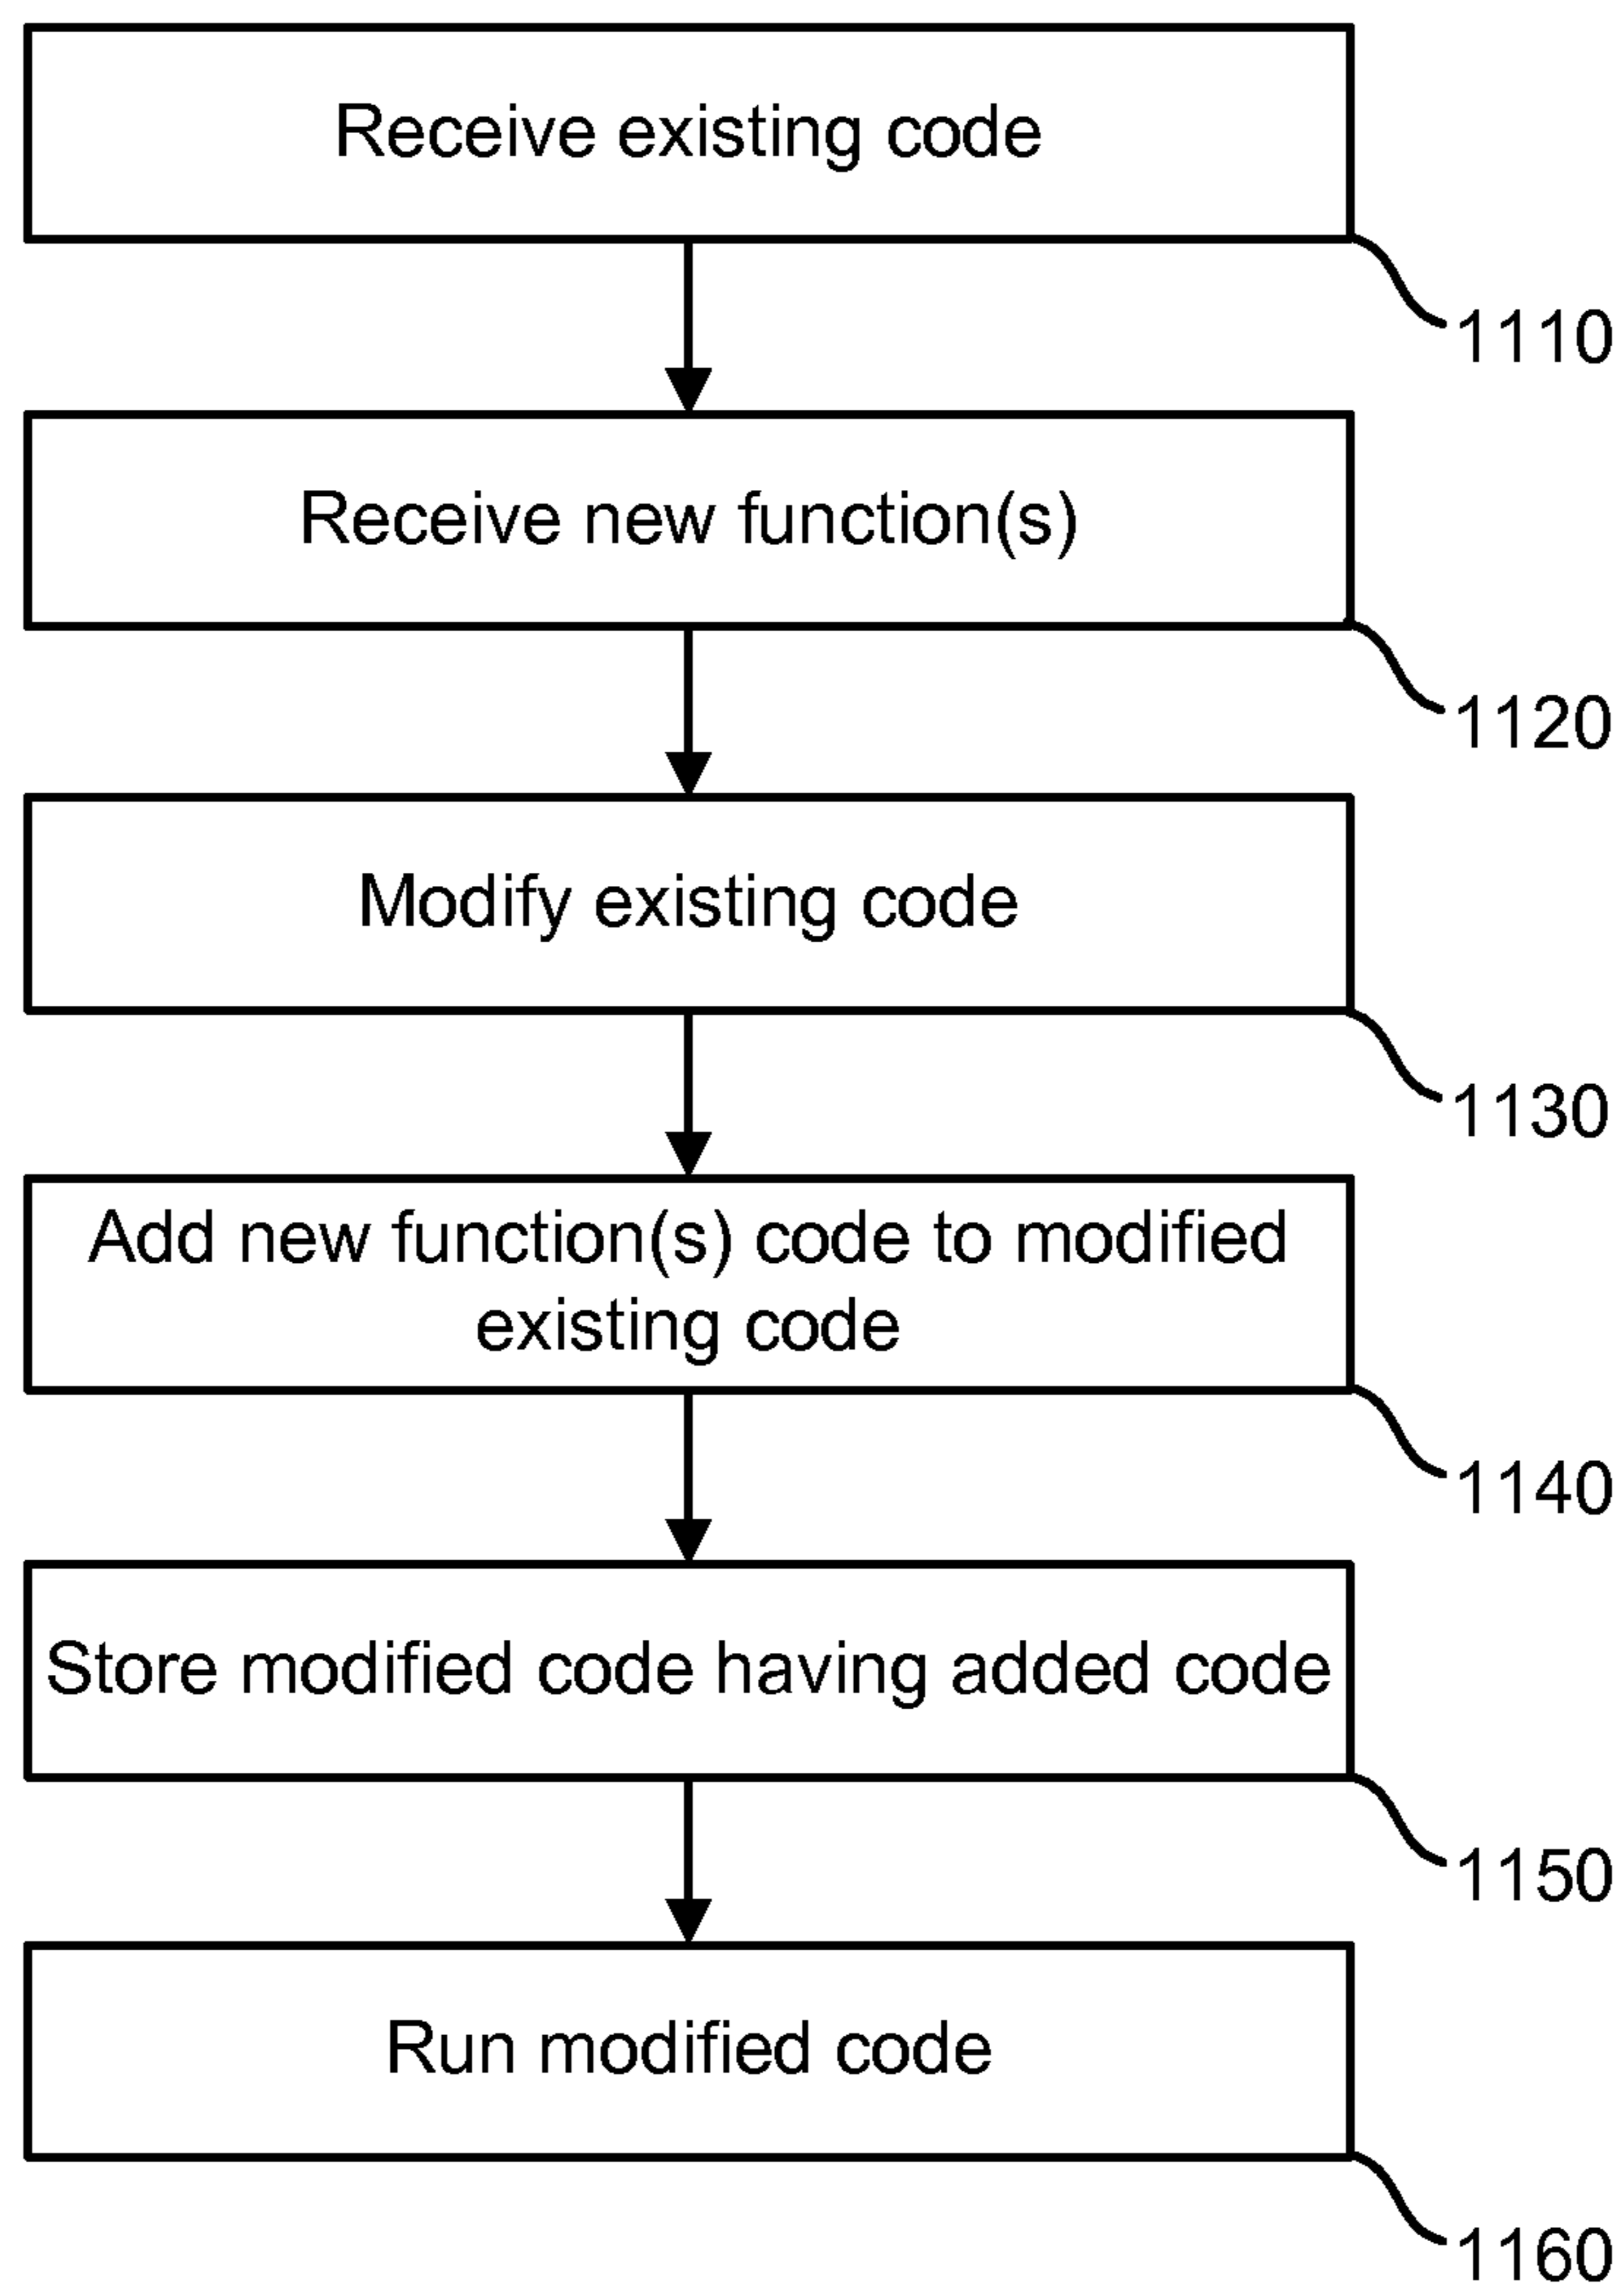 Receive existing code
1110
Receive new function(s)
1120
Modify existing code
1130
Add new function(s) code to modified
existing code
1140
Store modified code having added code
1150
Run modified code
1160